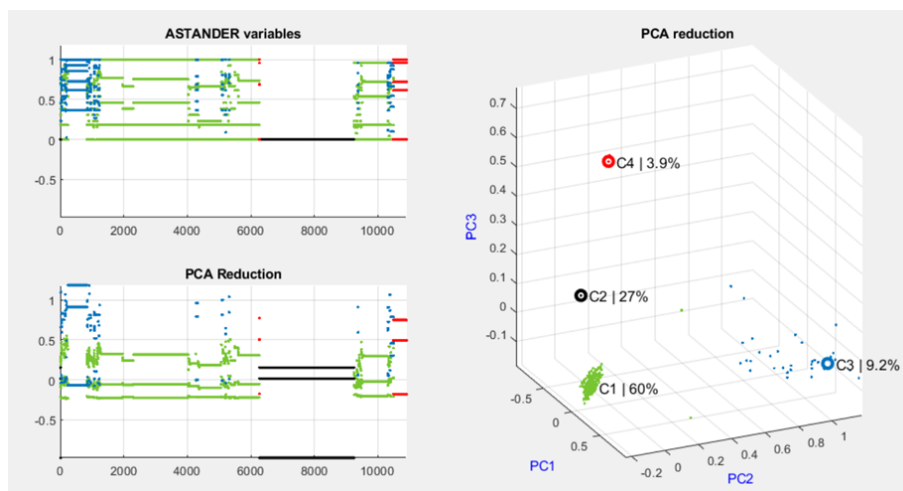 ASTANDER variables
1
0.5
0
-0.5
0 2000 4000 6000 8000 10000
PCA Reduction
1
0.5
0
-0.5
0 2000 4000 6000 8000 10000
PCA reduction
0.7
0.6
0.5
0.4
0.3
0.2
0.1
0
-0.1
PC3
C4 | 3.9%
C2 | 27%
C3 | 9.2%
C1 | 60%
-0.5
0
0.5
PC1
-0.2 0 0.2 0.4 0.6 0.8 1
PC2